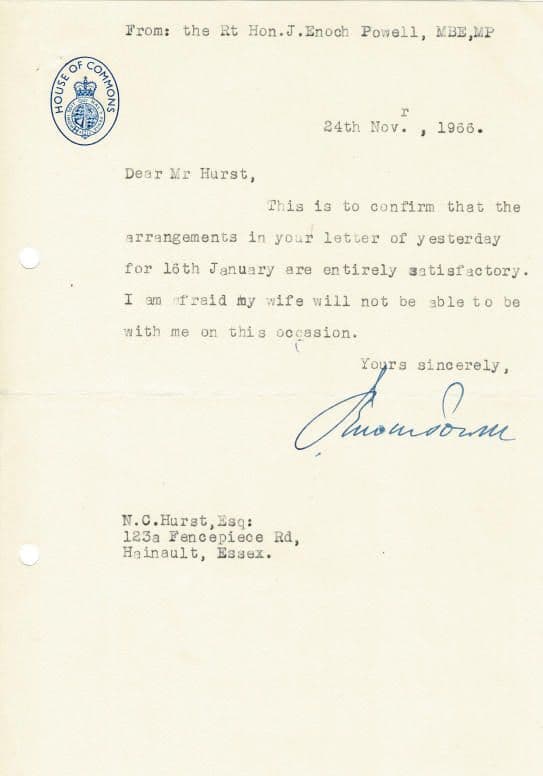 From: the Rt Hon.J.Enoch Powell, MBE,MP
HOUSE OF COMMONS
24th Nov.r, 1966.
Dear Mr Hurst,
This is to confirm that the
arrangements in your letter of yesterday
for 16th January are entirely satisfactory.
I am afraid my wife will not be able to be
with me on this occasion.
Yours sincerely,
Enoch Powell
N.C.Hurst,Esq:
123a Fencepiece Rd,
Hainault, Essex.